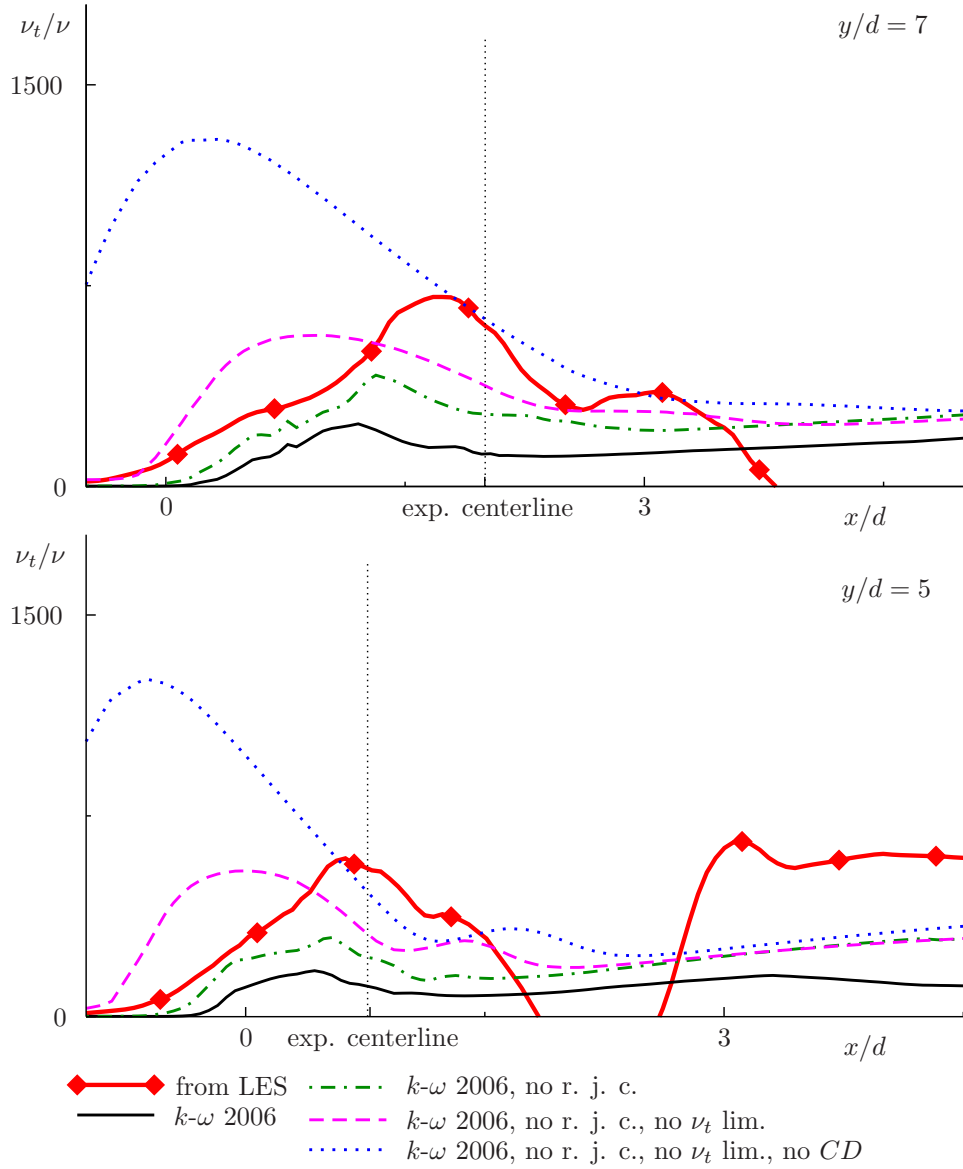 ν_t/ν
y/d = 7
1500
0
0
exp. centerline
3
x/d
ν_t/ν
y/d = 5
1500
0
0
exp. centerline
3
x/d
from LES
k-ω 2006
k-ω 2006, no r. j. c.
k-ω 2006, no r. j. c., no ν_t lim.
k-ω 2006, no r. j. c., no ν_t lim., no CD